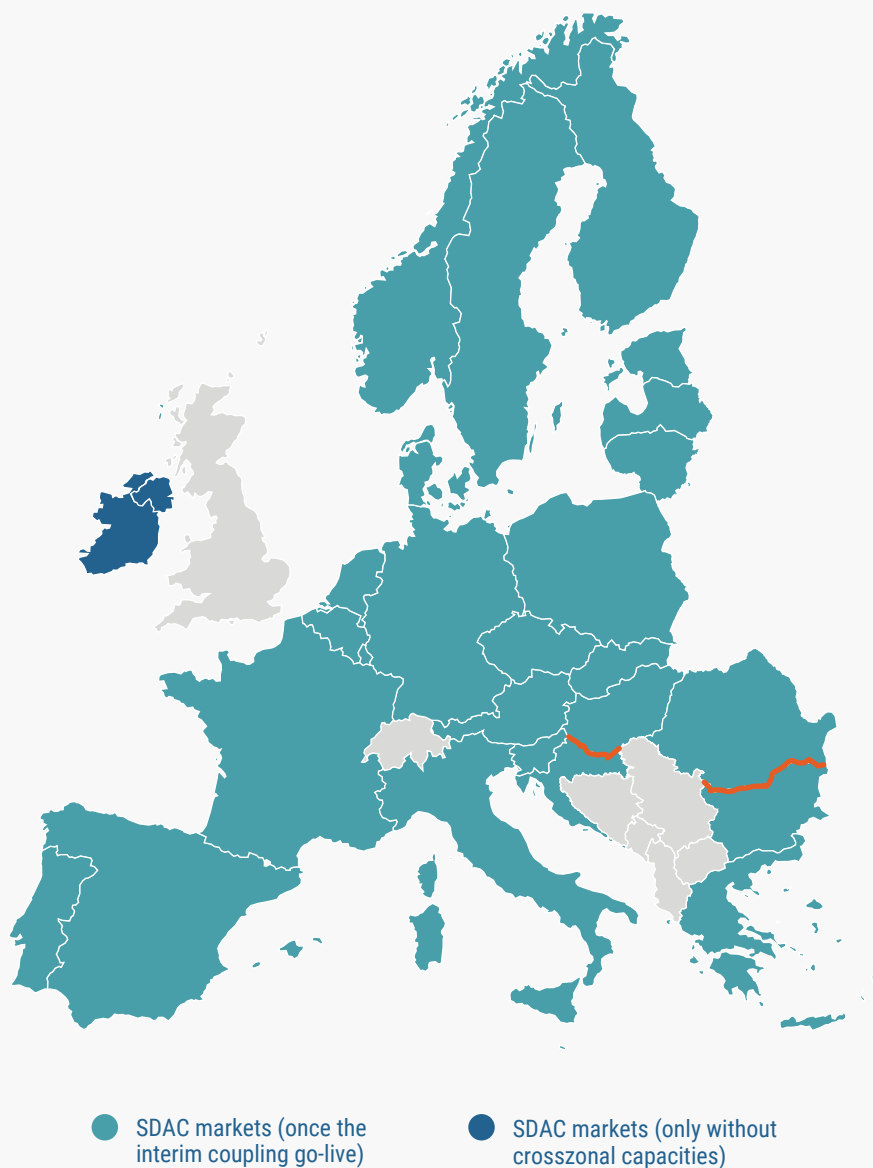 SDAC markets (once the
interim coupling go-live)
SDAC markets (only without
crosszonal capacities)